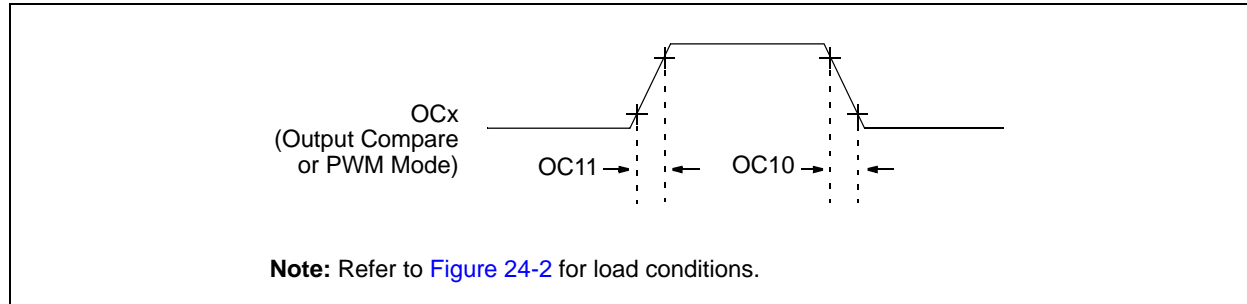 OCx
(Output Compare
or PWM Mode)
OC11
OC10
Note: Refer to Figure 24-2 for load conditions.